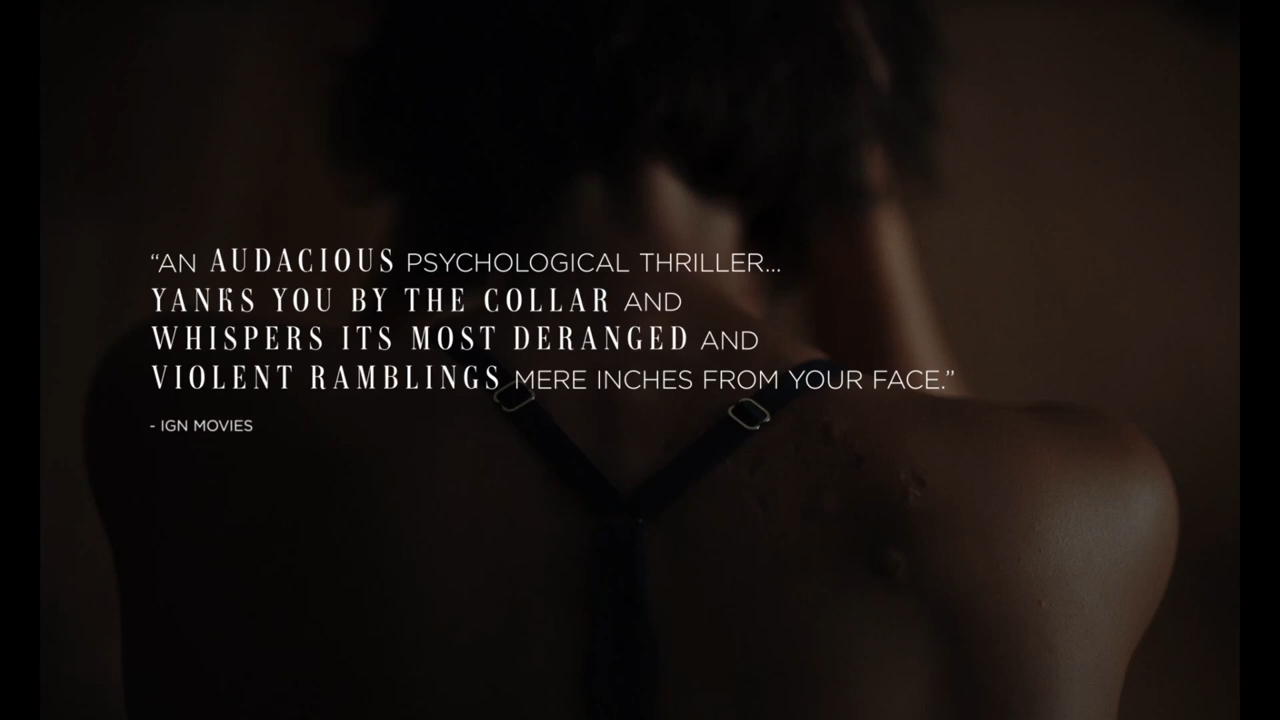 “AN AUDACIOUS PSYCHOLOGICAL THRILLER...
YANKS YOU BY THE COLLAR AND
WHISPERS ITS MOST DERANGED AND
VIOLENT RAMBLINGS MERE INCHES FROM YOUR FACE.”
- IGN MOVIES